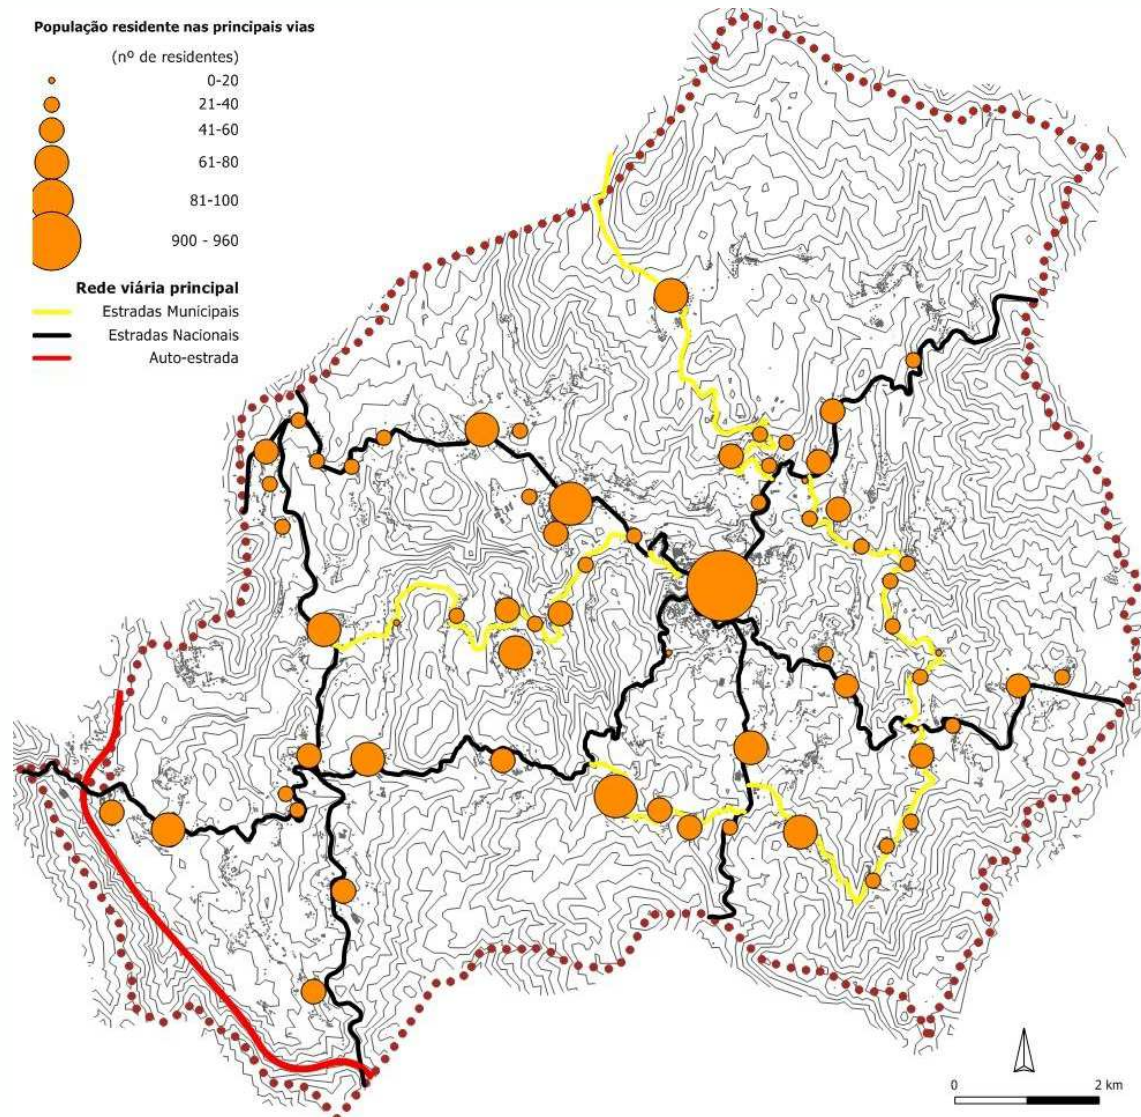 População residente nas principais vias
(nº de residentes)
0-20
21-40
41-60
61-80
81-100
900 - 960
Rede viária principal
Estradas Municipais
Estradas Nacionais
Auto-estrada
0 2 km